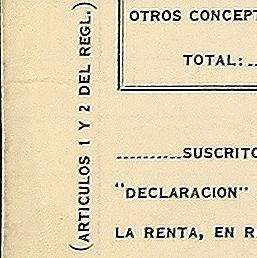 (ARTICULOS 1 Y 2 DEL REGL.)
OTROS CONCEPT
TOTAL:
SUSCRITO
"DECLARACION"
LA RENTA, EN R